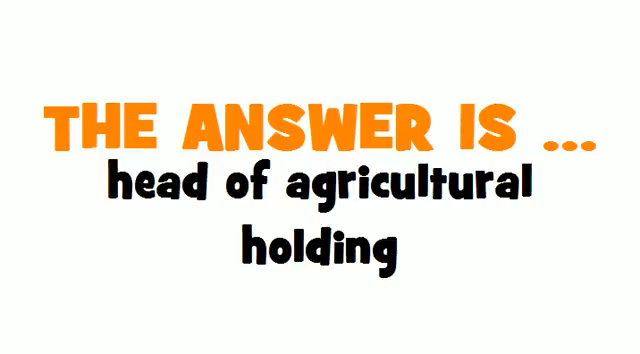 THE ANSWER IS ...
head of agricultural
holding